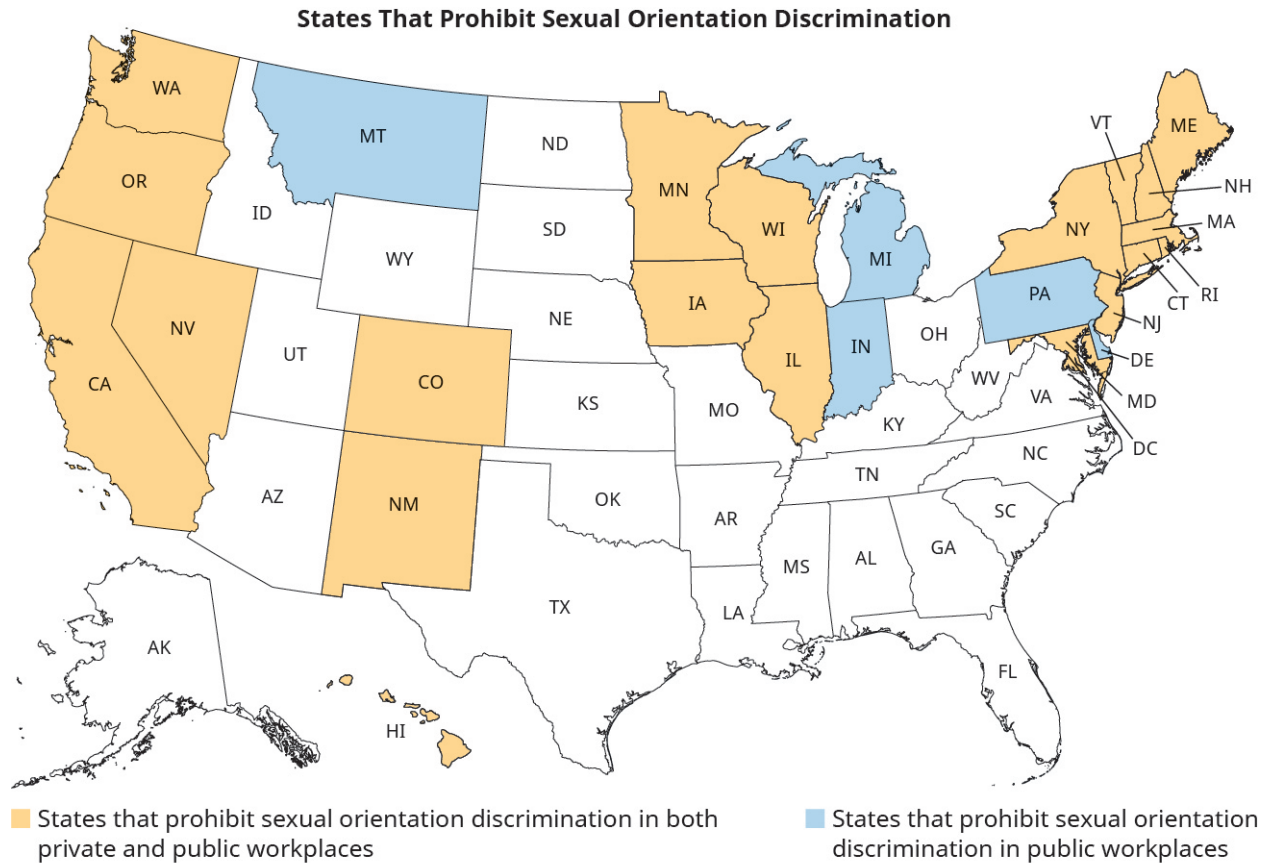 States That Prohibit Sexual Orientation Discrimination
WA
MT
ND
MN
VT
ME
OR
ID
SD
WI
NH
MA
NY
WY
MI
PA
RI
CT
NV
NE
IA
NJ
UT
IL
IN
OH
DE
CA
CO
KS
MO
WV
VA
MD
KY
DC
AZ
NM
OK
TN
NC
AR
SC
MS
AL
GA
TX
LA
AK
FL
HI
States that prohibit sexual orientation discrimination in both
private and public workplaces
States that prohibit sexual orientation
discrimination in public workplaces